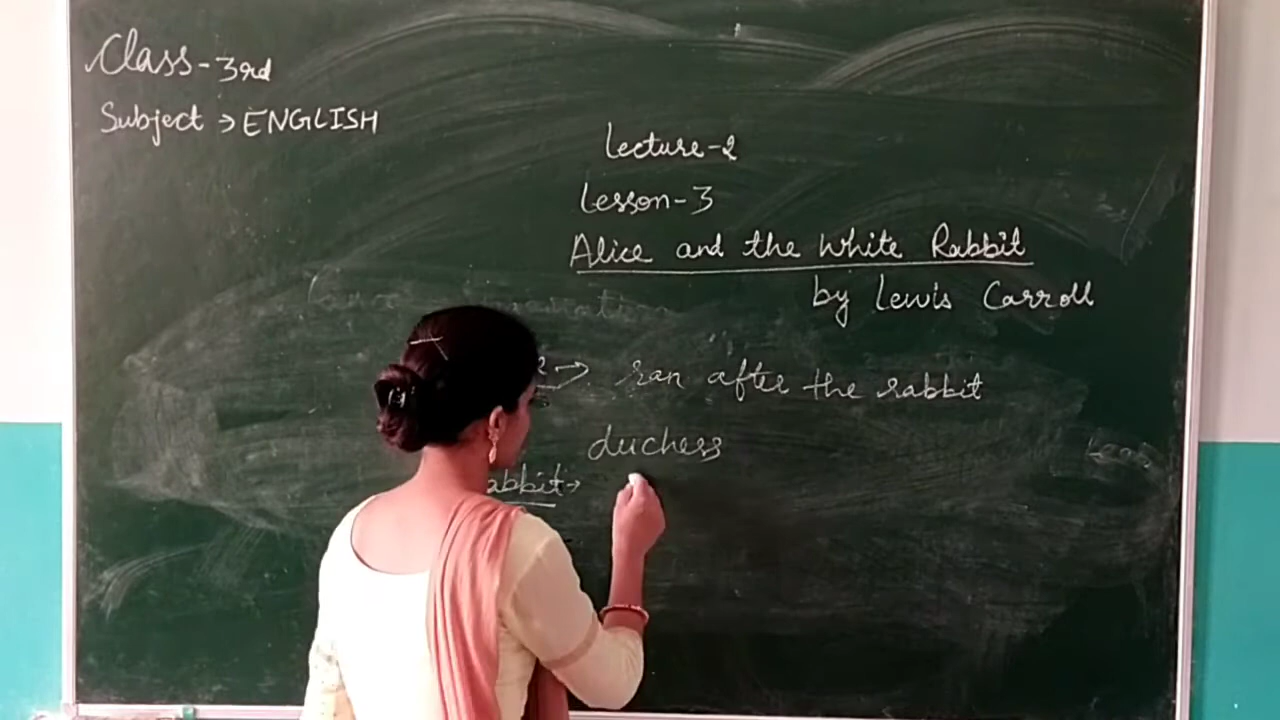 Class-3rd
Subject → ENGLISH
Lecture-2
Lesson-3
Alice and the White Rabbit
by Lewis Carroll
→ ran after the rabbit
duchess
abbit→